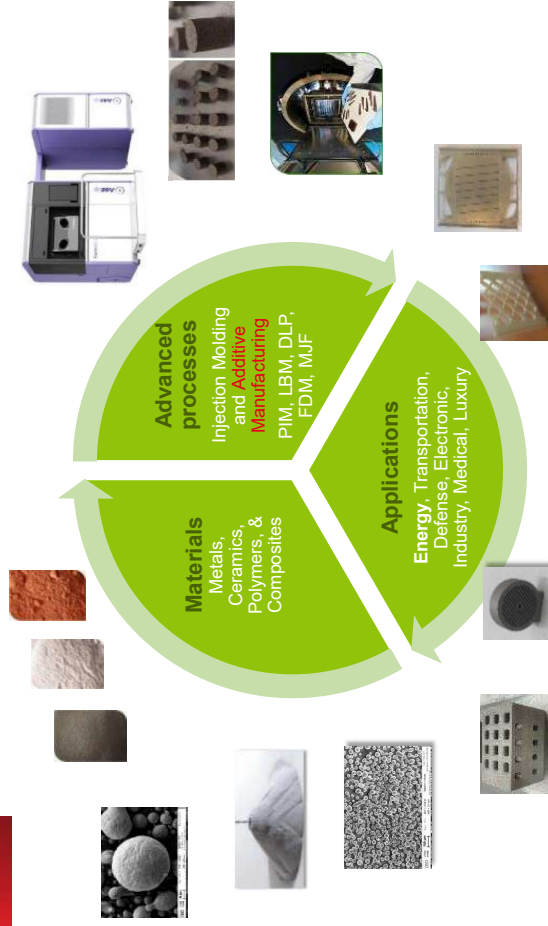 Materials
Metals,
Ceramics,
Polymers, &
Composites
Advanced
processes
Injection Molding
and Additive
Manufacturing
PIM, LBM, DLP,
FDM, MJF
Applications
Energy, Transportation,
Defense, Electronic,
Industry, Medical, Luxury